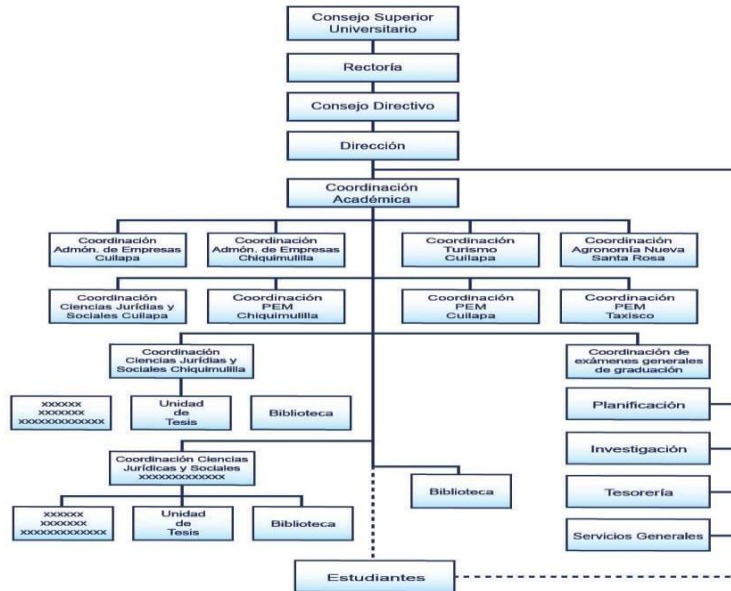 Consejo Superior
Universitario
Rectoría
Consejo Directivo
Dirección
Coordinación
Académica
Coordinación
Admón. de Empresas
Cuilapa
Coordinación
Admón. de Empresas
Chiquimulilla
Coordinación
Turismo
Cuilapa
Coordinación
Agronomía Nueva
Santa Rosa
Coordinación
Ciencias Jurídias y
Sociales Cuilapa
Coordinación
PEM
Chiquimulilla
Coordinación
PEM
Cuilapa
Coordinación
PEM
Taxisco
Coordinación
Ciencias Jurídias y
Sociales Chiquimulilla
Coordinación de
exámenes generales
de graduación
xxxxxx
xxxxxxx
xxxxxxxxxxxxx
Unidad
de
Tesis
Biblioteca
Planificación
Investigación
Coordinación Ciencias
Jurídicas y Sociales
xxxxxxxxxxxxx
Biblioteca
Tesorería
xxxxxx
xxxxxxx
xxxxxxxxxxxxx
Unidad
de
Tesis
Biblioteca
Servicios Generales
Estudiantes